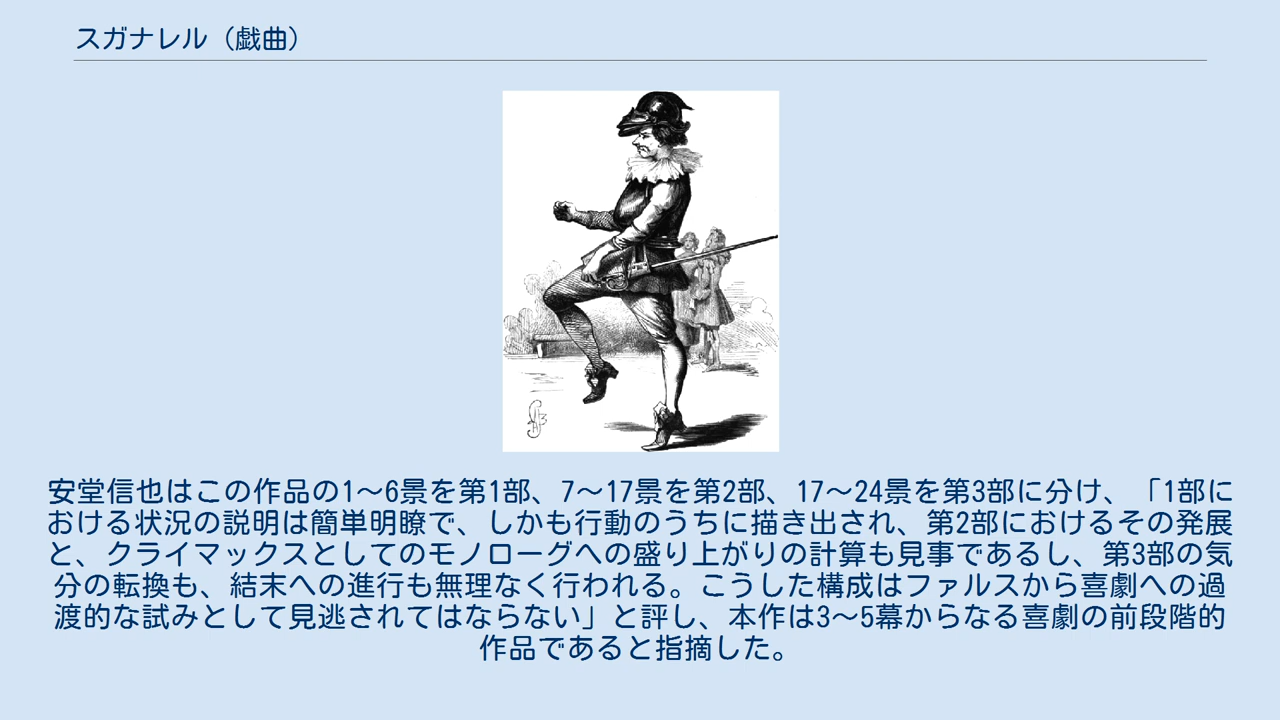 スガナレル（戯曲）
安堂信也はこの作品の1～6景を第1部、7～17景を第2部、17～24景を第3部に分け、「1部に
おける状況の説明は簡単明瞭で、しかも行動のうちに描き出され、第2部におけるその発展
と、クライマックスとしてのモノローグへの盛り上がりの計算も見事であるし、第3部の気
分の転換も、結末への進行も無理なく行われる。こうした構成はファルスから喜劇への過
渡的な試みとして見逃されてはならない」と評し、本作は3～5幕からなる喜劇の前段階的
作品であると指摘した。